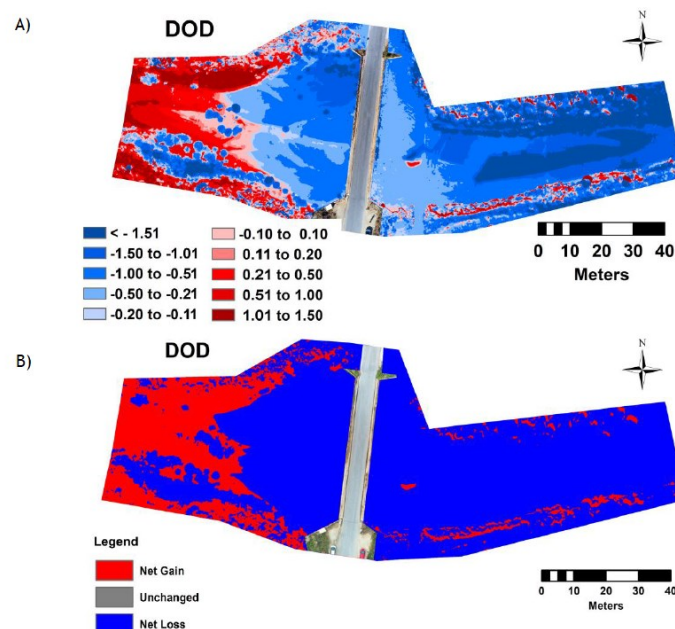 A)
DOD
N
< - 1.51
-1.50 to -1.01
-1.00 to -0.51
-0.50 to -0.21
-0.20 to -0.11
-0.10 to 0.10
0.11 to 0.20
0.21 to 0.50
0.51 to 1.00
1.01 to 1.50
0 10 20 30 40
Meters
B)
DOD
N
Legend
Net Gain
Unchanged
Net Loss
0 10 20 30 40
Meters